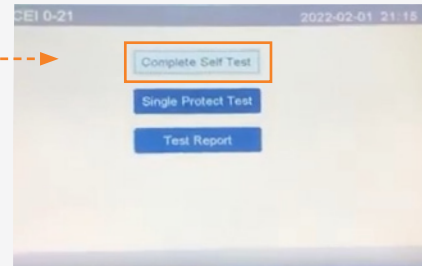 CEI 0-21 2022-02-01 21:15
Complete Self Test
Single Protect Test
Test Report